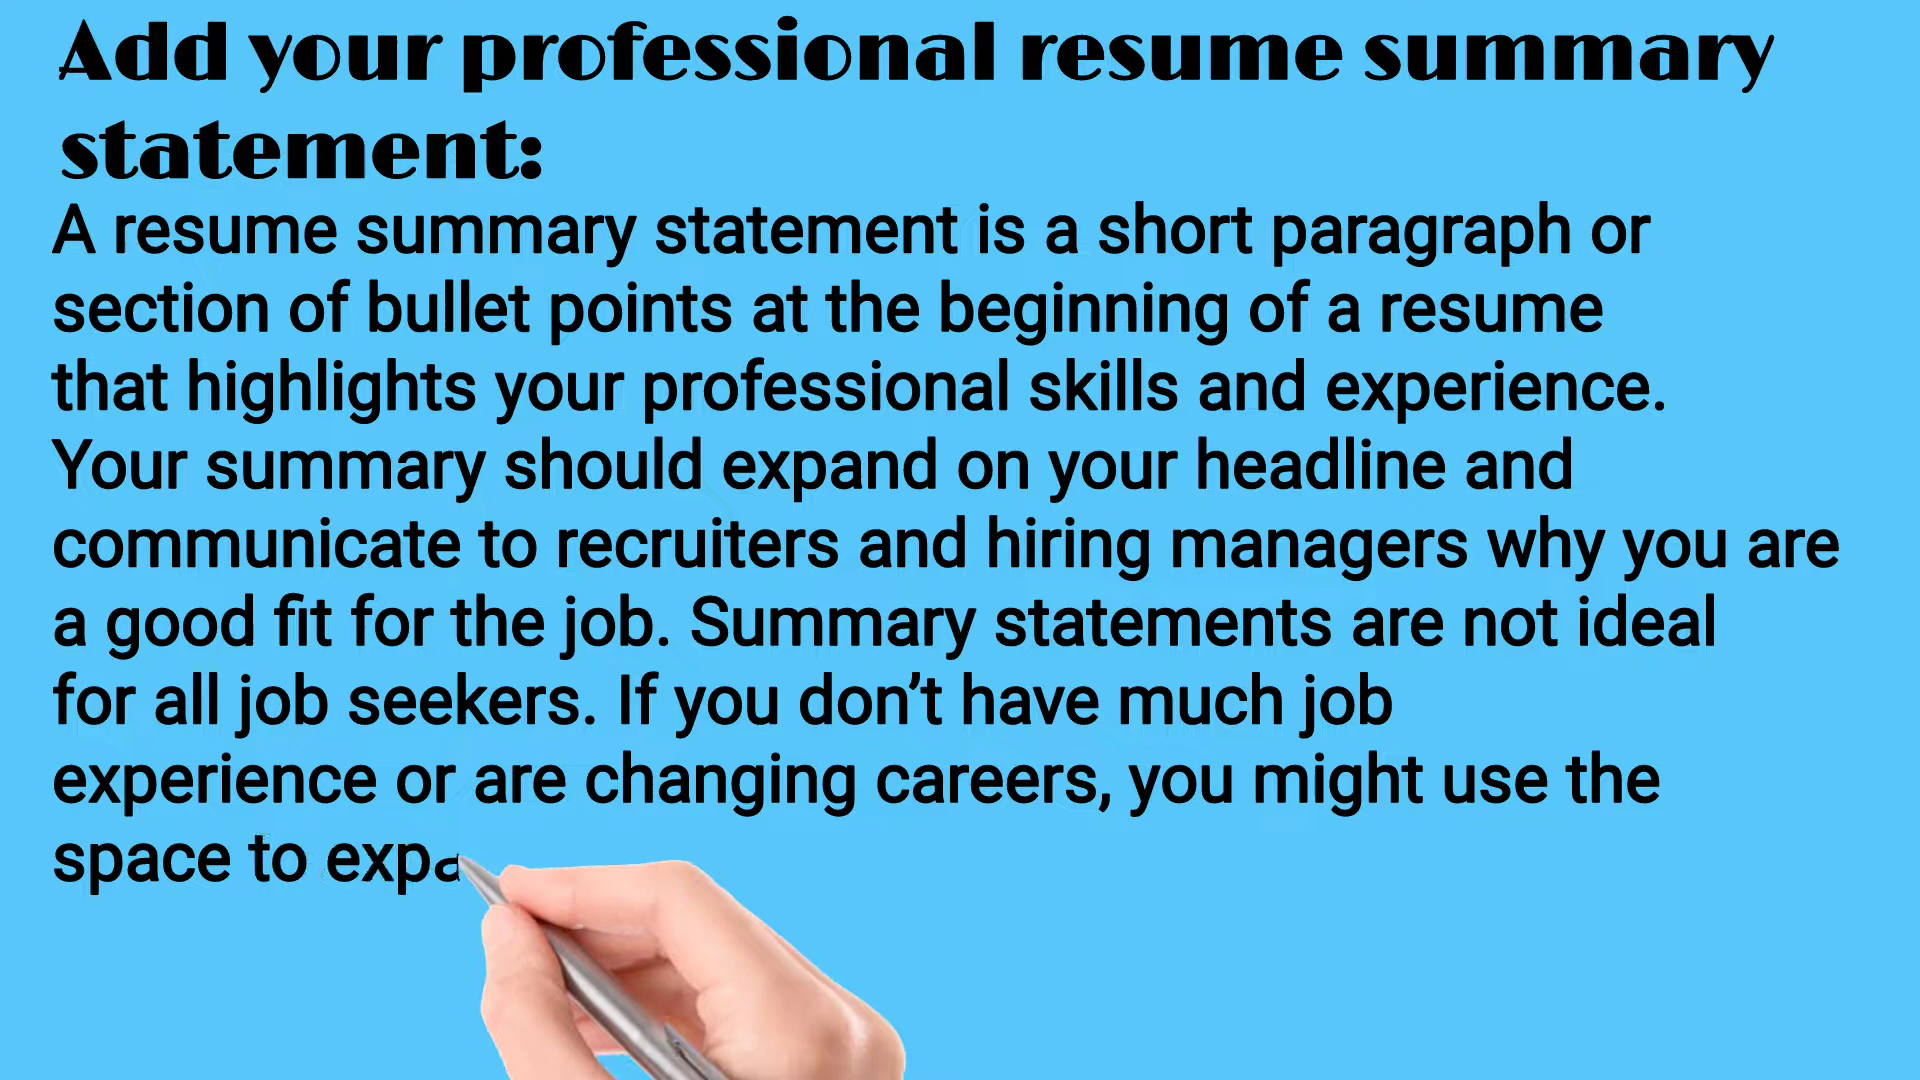 Add your professional resume summary
statement:
A resume summary statement is a short paragraph or
section of bullet points at the beginning of a resume
that highlights your professional skills and experience.
Your summary should expand on your headline and
communicate to recruiters and hiring managers why you are
a good fit for the job. Summary statements are not ideal
for all job seekers. If you don’t have much job
experience or are changing careers, you might use the
space to expa